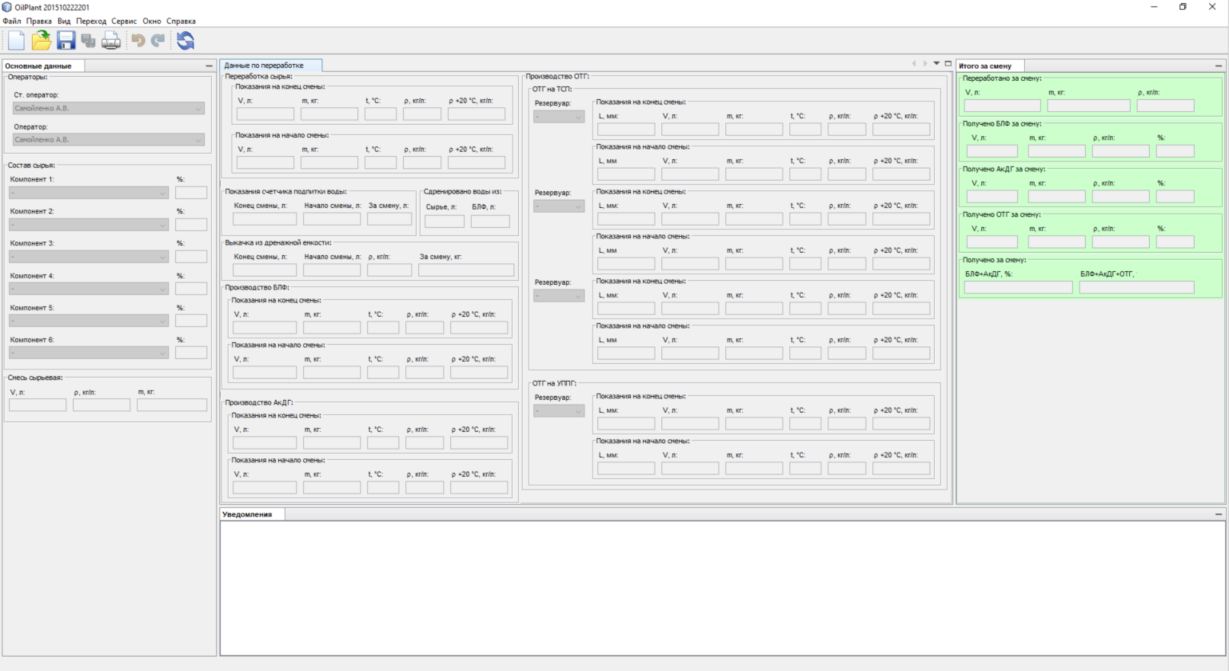 OilPlant 201510222201
Файл Правка Вид Переход Сервис Окно Справка
Основные данные
Операторы:
Ст. оператор:
Самойленко А.В.
Оператор:
Самойленко А.В.
Состав сырья:
Компонент 1: %:
-
Компонент 2: %:
-
Компонент 3: %:
-
Компонент 4: %:
-
Компонент 5: %:
-
Компонент 6: %:
-
Смесь сырьевая:
V, л: ρ, кг/л: m, кг:
Данные по переработке
Переработка сырья:
Показания на конец смены:
V, л: m, кг: t, °C: ρ, кг/л: ρ +20 °C, кг/л:
Показания на начало смены:
V, л: m, кг: t, °C: ρ, кг/л: ρ +20 °C, кг/л:
Показания счетчика подпитки воды:
Конец смены, л: Начало смены, л: За смену, л:
Сдренировано воды из:
Сырье, л: БЛФ, л:
Выкачка из дренажной емкости:
Конец смены, л: Начало смены, л: ρ, кг/л: За смену, кг:
Производство БЛФ:
Показания на конец смены:
V, л: m, кг: t, °C: ρ, кг/л: ρ +20 °C, кг/л:
Показания на начало смены:
V, л: m, кг: t, °C: ρ, кг/л: ρ +20 °C, кг/л:
Производство АкДГ:
Показания на конец смены:
V, л: m, кг: t, °C: ρ, кг/л: ρ +20 °C, кг/л:
Показания на начало смены:
V, л: m, кг: t, °C: ρ, кг/л: ρ +20 °C, кг/л:
Производство ОТГ:
ОТГ на ТСП:
Резервуар:
-
Показания на конец смены:
L, мм: V, л: m, кг: t, °C: ρ, кг/л: ρ +20 °C, кг/л:
Показания на начало смены:
L, мм V, л: m, кг: t, °C: ρ, кг/л: ρ +20 °C, кг/л:
Резервуар:
-
Показания на конец смены:
L, мм: V, л: m, кг: t, °C: ρ, кг/л: ρ +20 °C, кг/л:
Показания на начало смены:
L, мм V, л: m, кг: t, °C: ρ, кг/л: ρ +20 °C, кг/л:
Резервуар:
-
Показания на конец смены:
L, мм: V, л: m, кг: t, °C: ρ, кг/л: ρ +20 °C, кг/л:
Показания на начало смены:
L, мм V, л: m, кг: t, °C: ρ, кг/л: ρ +20 °C, кг/л:
ОТГ на УППГ:
Резервуар:
-
Показания на конец смены:
L, мм: V, л: m, кг: t, °C: ρ, кг/л: ρ +20 °C, кг/л:
Показания на начало смены:
L, мм: V, л: m, кг: t, °C: ρ, кг/л: ρ +20 °C, кг/л:
Итого за смену
Переработано за смену:
V, л: m, кг: ρ, кг/л:
Получено БЛФ за смену:
V, л: m, кг: ρ, кг/л: %:
Получено АкДГ за смену:
V, л: m, кг: ρ, кг/л: %:
Получено ОТГ за смену:
V, л: m, кг: ρ, кг/л: %:
Получено за смену:
БЛФ+АкДГ, %: БЛФ+АкДГ+ОТГ,
Уведомления